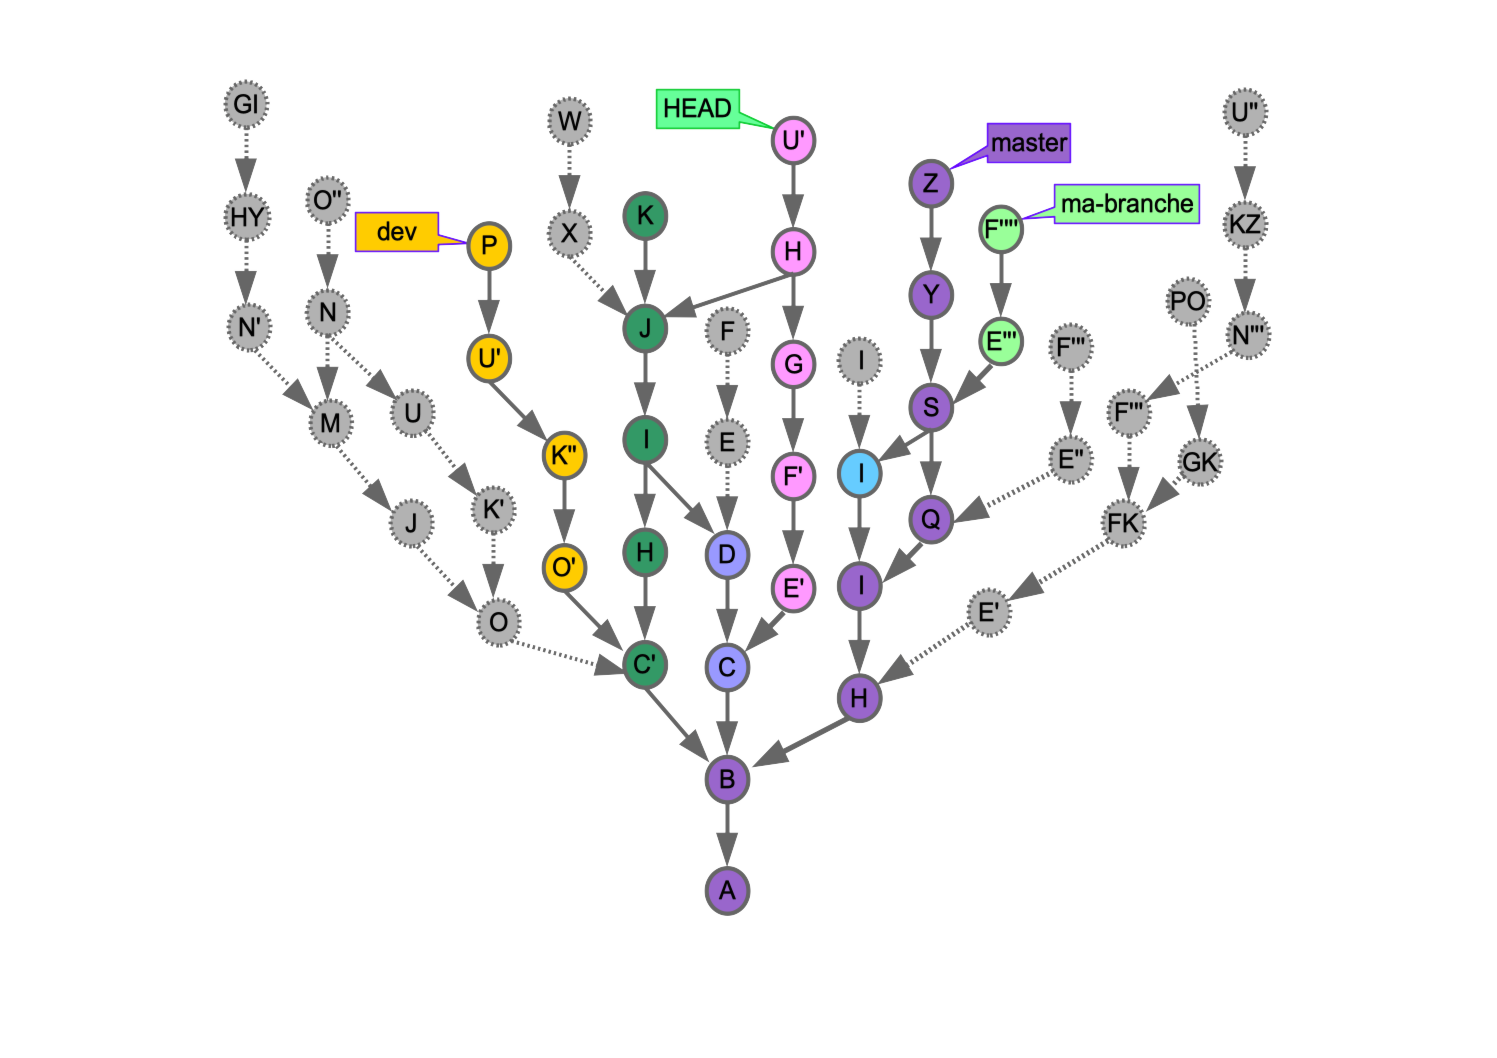 GI
W
HEAD
U''
U'
master
Z
O''
K
ma-branche
HY
dev
P
X
F''''
KZ
H
Y
PO
N
N'
J
F
E'''
N'''
F'''
U'
G
I
M
U
S
F'''
I
E
K''
E''
GK
I
F'
K'
J
Q
FK
H
D
O'
I
E'
E'
O
C'
C
H
B
A